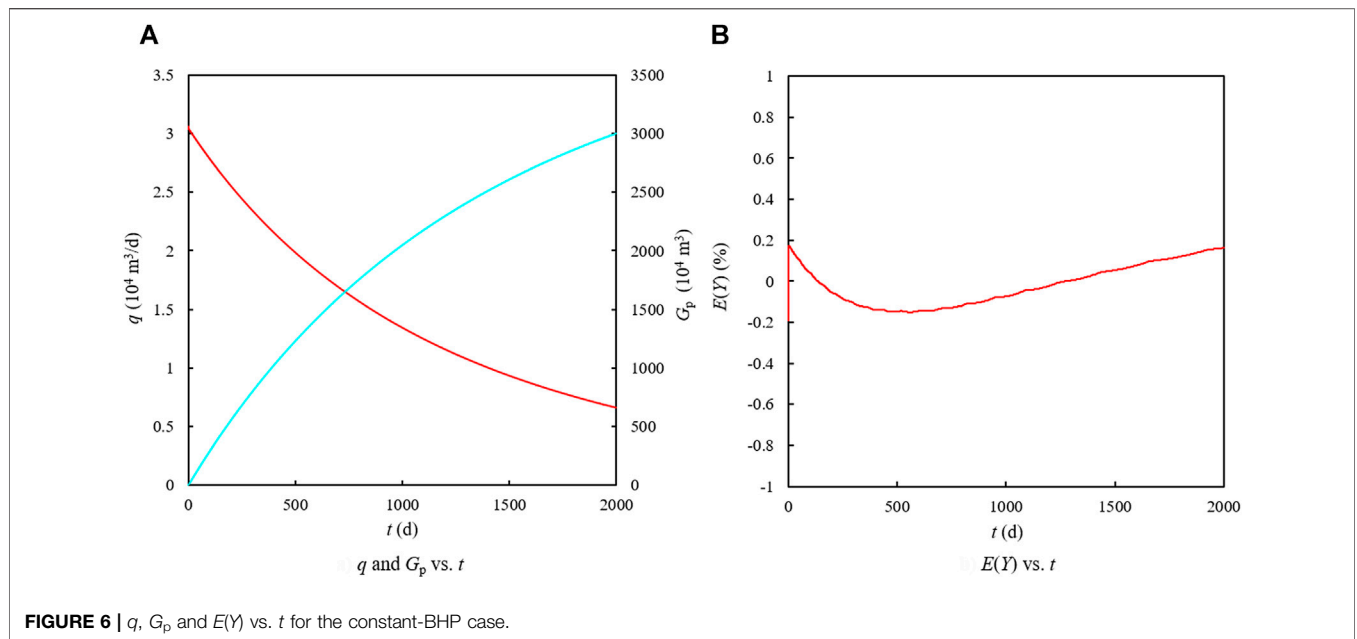 A
B
3.5
3
2.5
2
1.5
1
0.5
0
q (10⁴ m³/d)
3500
3000
2500
2000
1500
1000
500
0
Gₚ (10⁴ m³)
0 500 1000 1500 2000
t (d)
q and Gₚ vs. t
1
0.8
0.6
0.4
0.2
0
-0.2
-0.4
-0.6
-0.8
-1
E(Y) (%)
0 500 1000 1500 2000
t (d)
E(Y) vs. t
FIGURE 6 | q, Gₚ and E(Y) vs. t for the constant-BHP case.